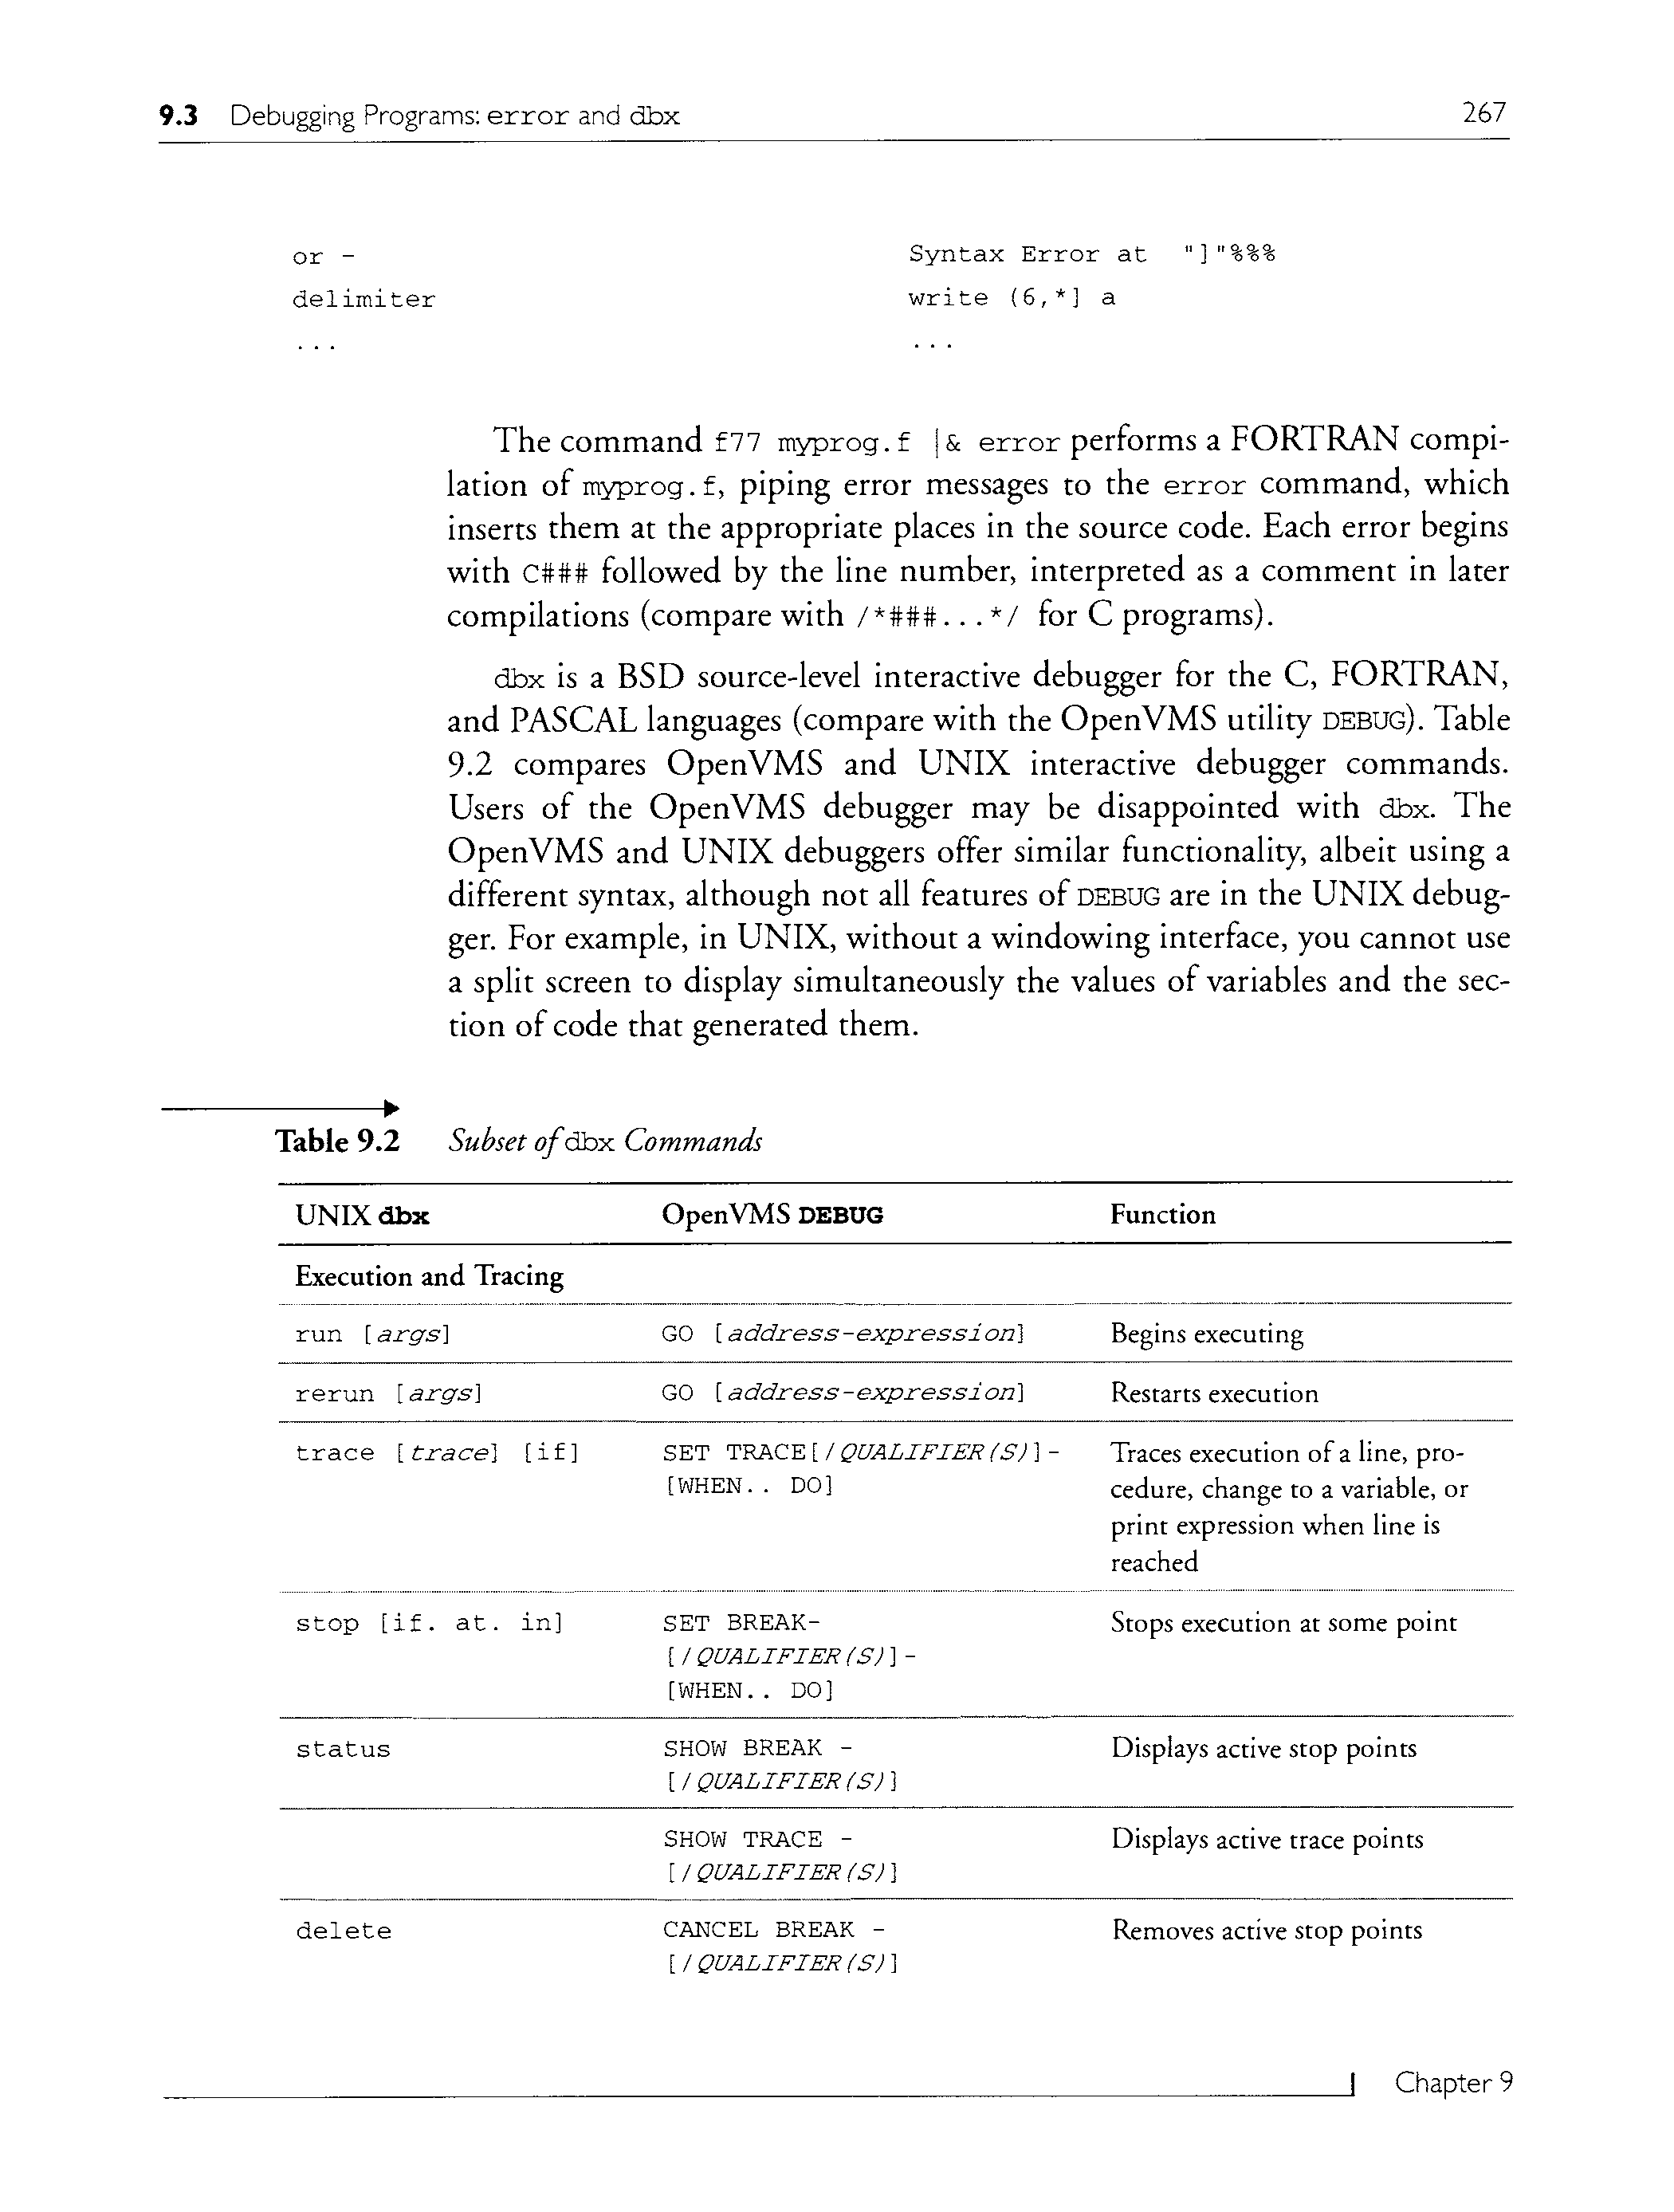 9.3 Debugging Programs: error and dbx 267
or - Syntax Error at "]"%%%
delimiter write (6,*] a
... ...
The command f77 myprog.f |& error performs a FORTRAN compi-
lation of myprog.f, piping error messages to the error command, which
inserts them at the appropriate places in the source code. Each error begins
with C### followed by the line number, interpreted as a comment in later
compilations (compare with /*###...*/ for C programs).
dbx is a BSD source-level interactive debugger for the C, FORTRAN,
and PASCAL languages (compare with the OpenVMS utility DEBUG). Table
9.2 compares OpenVMS and UNIX interactive debugger commands.
Users of the OpenVMS debugger may be disappointed with dbx. The
OpenVMS and UNIX debuggers offer similar functionality, albeit using a
different syntax, although not all features of DEBUG are in the UNIX debug-
ger. For example, in UNIX, without a windowing interface, you cannot use
a split screen to display simultaneously the values of variables and the sec-
tion of code that generated them.
Table 9.2 Subset of dbx Commands
UNIX dbx OpenVMS DEBUG Function
Execution and Tracing
run [args] GO [address-expression] Begins executing
rerun [args] GO [address-expression] Restarts execution
trace [trace] [if] SET TRACE[/QUALIFIER(S)]- Traces execution of a line, pro-
[WHEN.. DO] cedure, change to a variable, or
print expression when line is
reached
stop [if. at. in] SET BREAK- Stops execution at some point
[/QUALIFIER(S)]-
[WHEN.. DO]
status SHOW BREAK - Displays active stop points
[/QUALIFIER(S)]
SHOW TRACE - Displays active trace points
[/QUALIFIER(S)]
delete CANCEL BREAK - Removes active stop points
[/QUALIFIER(S)]
Chapter 9